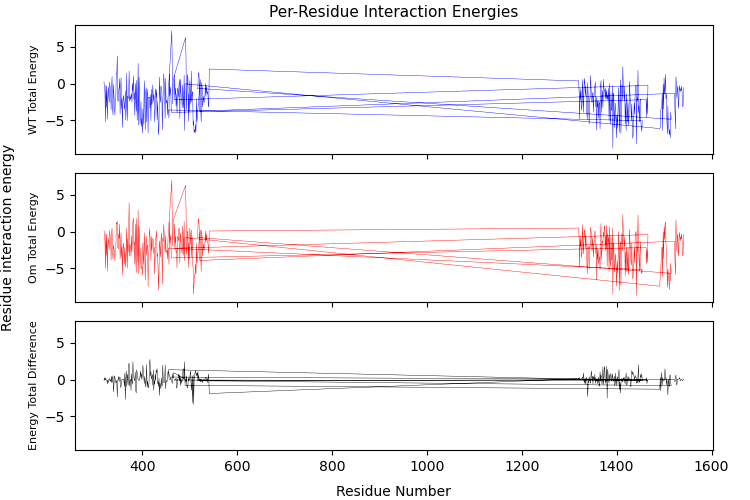 Per-Residue Interaction Energies
Residue interaction energy
WT Total Energy
5
0
−5
Om Total Energy
5
0
−5
Energy Total Difference
5
0
−5
400 600 800 1000 1200 1400 1600
Residue Number